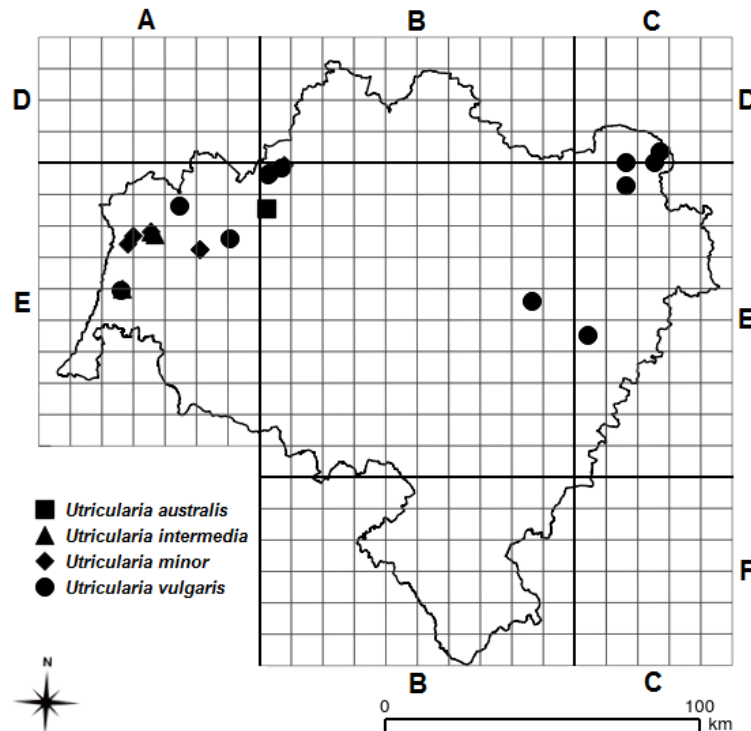 A B C
D D
E E
F
Utricularia australis
Utricularia intermedia
Utricularia minor
Utricularia vulgaris
N
B C
0 100
km